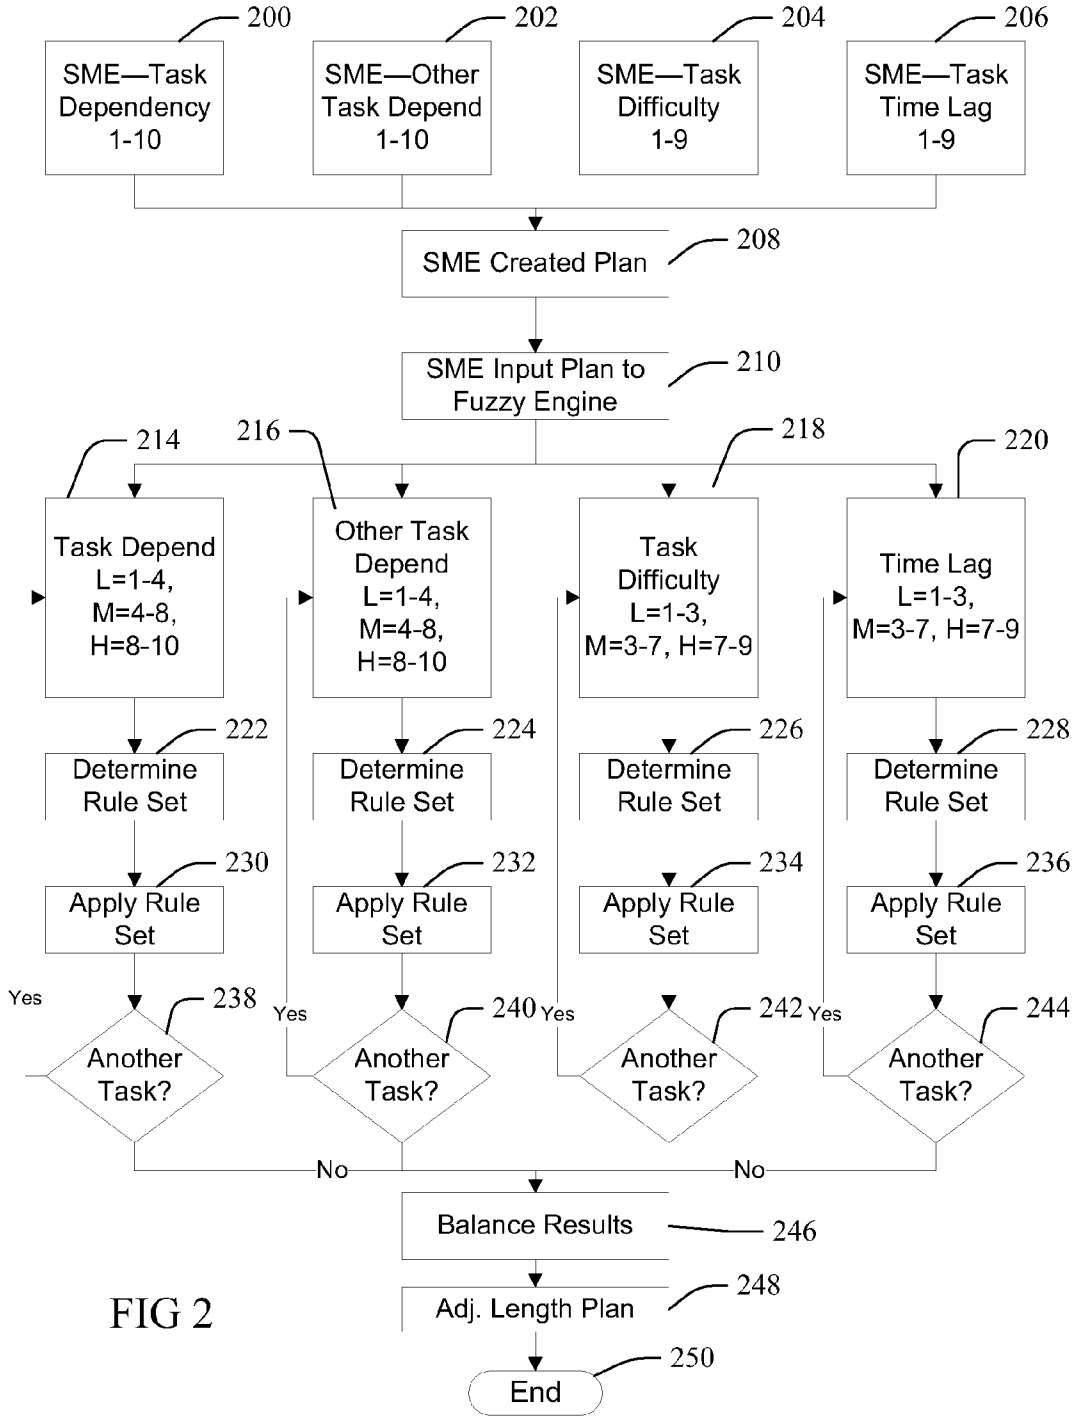 200
202
204
206
SME—Task
Dependency
1-10
SME—Other
Task Depend
1-10
SME—Task
Difficulty
1-9
SME—Task
Time Lag
1-9
208
SME Created Plan
210
SME Input Plan to
Fuzzy Engine
214
216
218
220
Task Depend
L=1-4,
M=4-8,
H=8-10
Other Task
Depend
L=1-4,
M=4-8,
H=8-10
Task
Difficulty
L=1-3,
M=3-7, H=7-9
Time Lag
L=1-3,
M=3-7, H=7-9
222
224
226
228
Determine
Rule Set
Determine
Rule Set
Determine
Rule Set
Determine
Rule Set
230
232
234
236
Apply Rule
Set
Apply Rule
Set
Apply Rule
Set
Apply Rule
Set
Yes
238
Yes
240
Yes
242
Yes
244
Another
Task?
Another
Task?
Another
Task?
Another
Task?
No
No
Balance Results
246
248
Adj. Length Plan
FIG 2
250
End